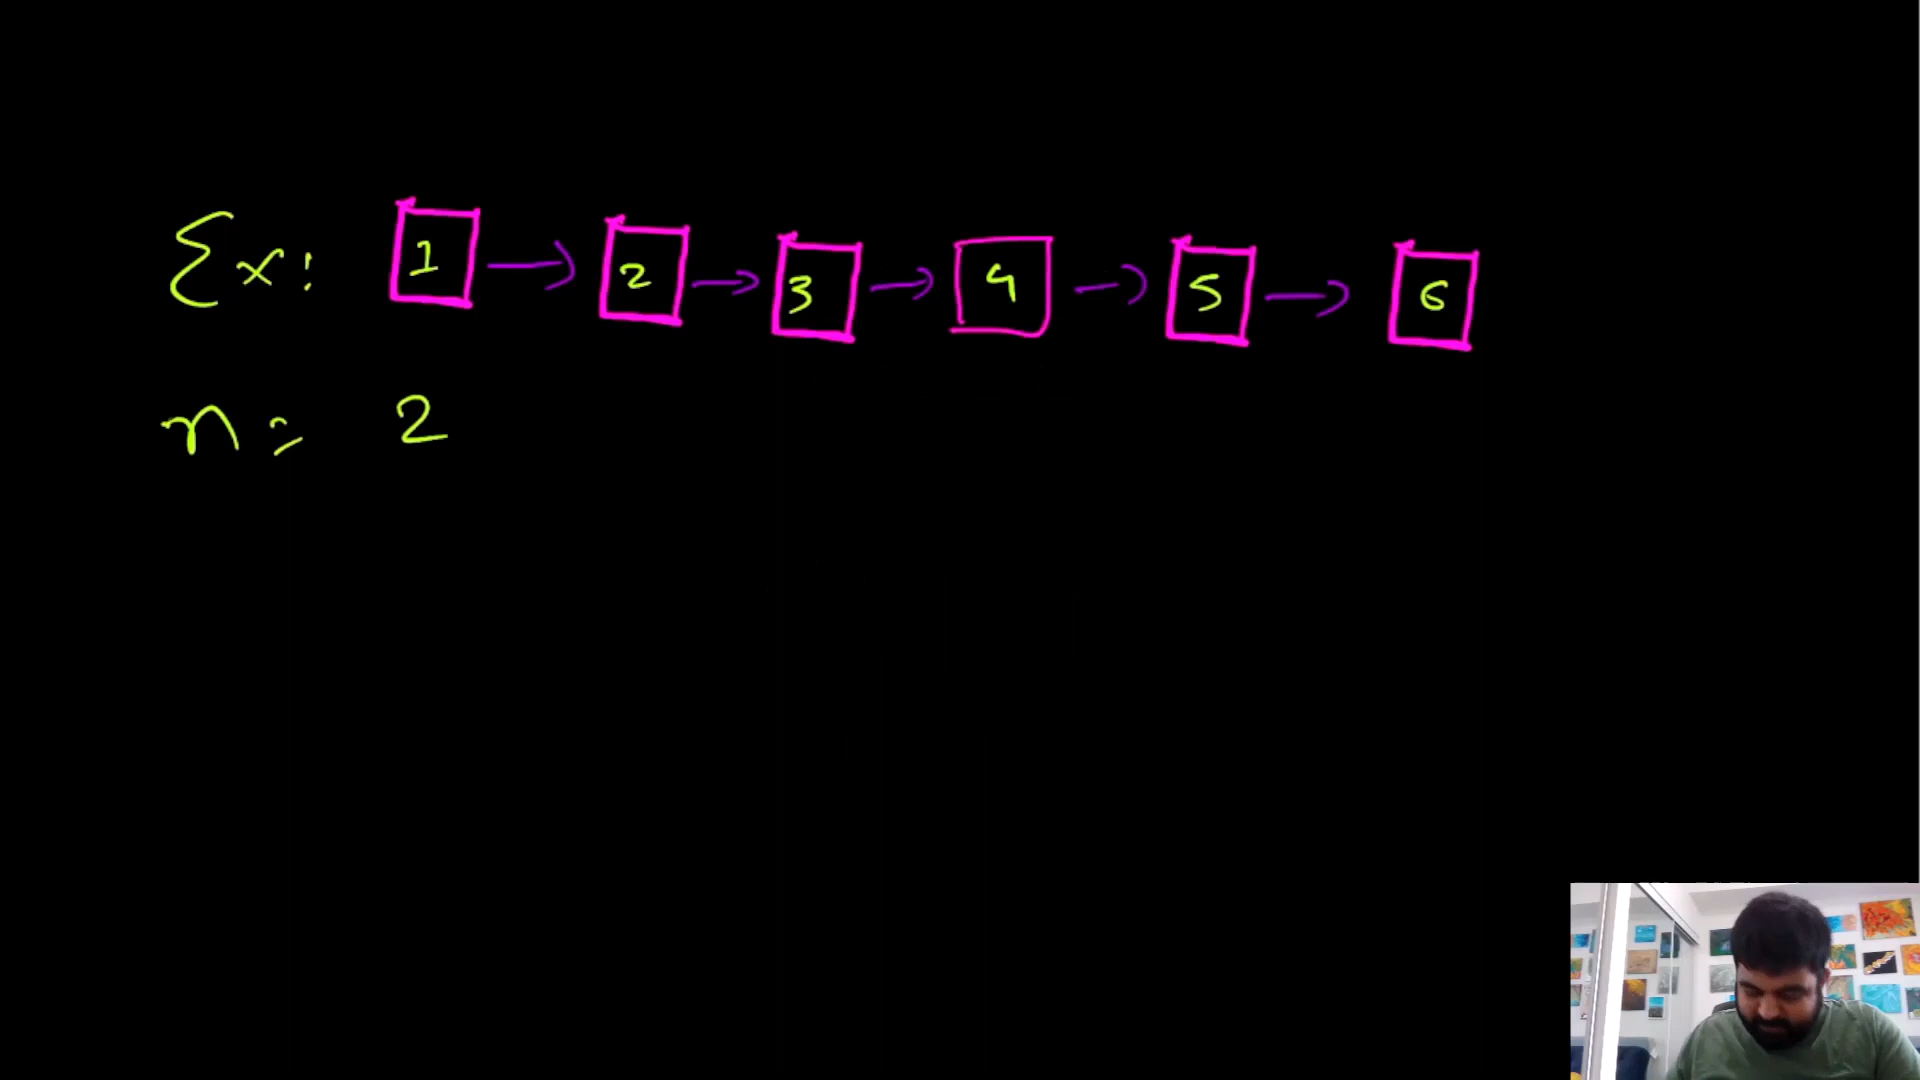 Ex: 1 → 2 → 3 → 4 → 5 → 6
n = 2